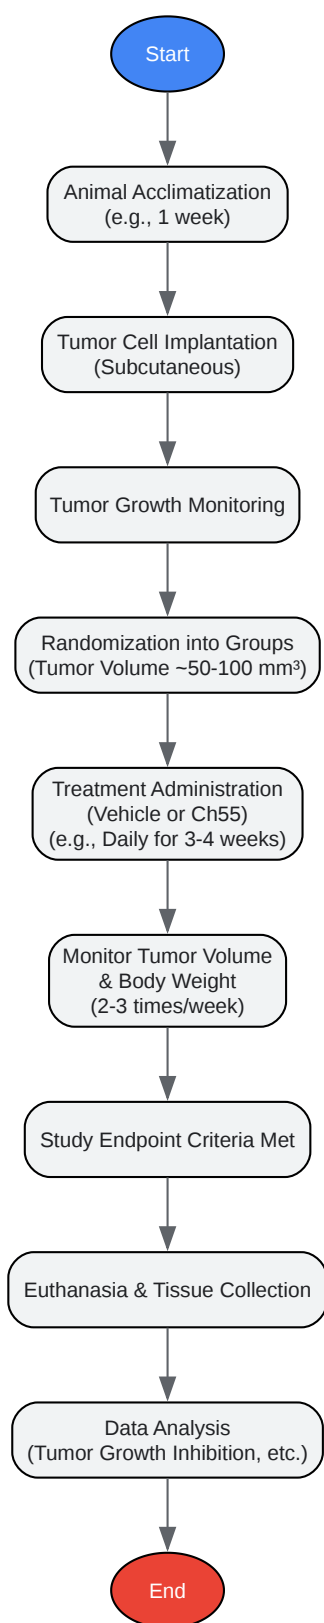 Start
Animal Acclimatization
(e.g., 1 week)
Tumor Cell Implantation
(Subcutaneous)
Tumor Growth Monitoring
Randomization into Groups
(Tumor Volume ~50-100 mm³)
Treatment Administration
(Vehicle or Ch55)
(e.g., Daily for 3-4 weeks)
Monitor Tumor Volume
& Body Weight
(2-3 times/week)
Study Endpoint Criteria Met
Euthanasia & Tissue Collection
Data Analysis
(Tumor Growth Inhibition, etc.)
End